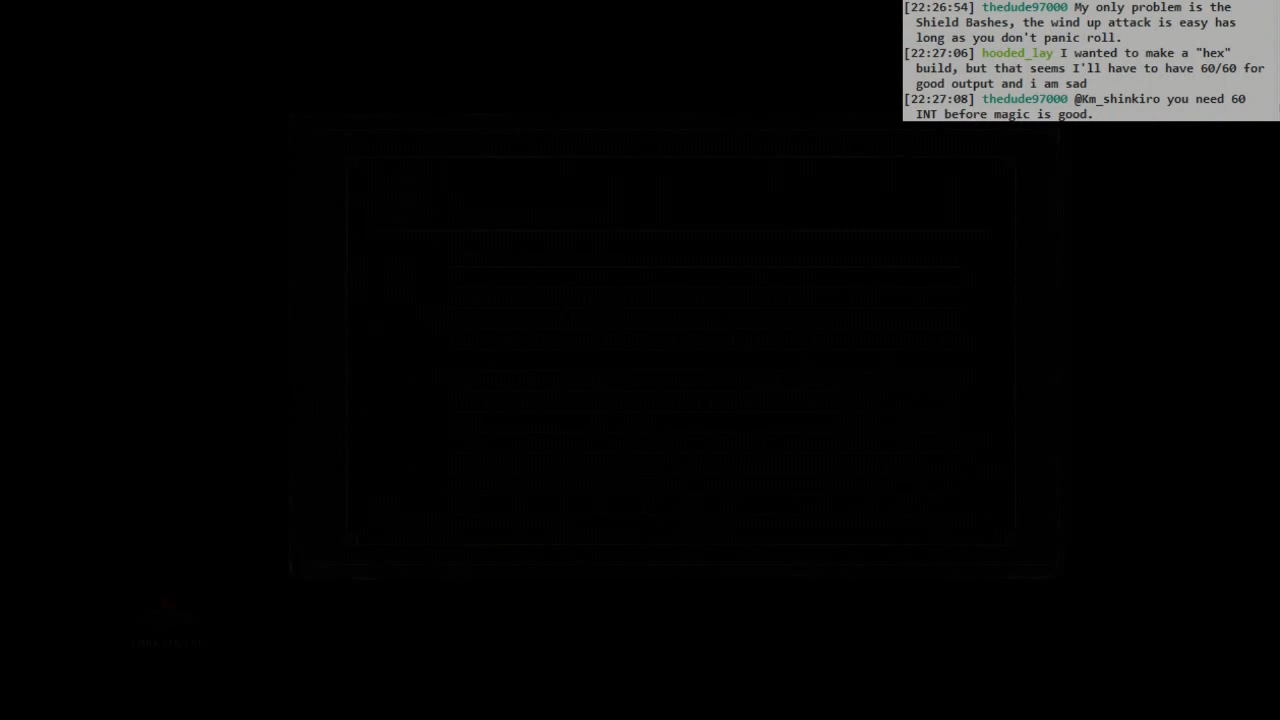 [22:26:54] thedude97000 My only problem is the
Shield Bashes, the wind up attack is easy has
long as you don't panic roll.
[22:27:06] hooded_lay I wanted to make a "hex"
build, but that seems I'll have to have 60/60 for
good output and i am sad
[22:27:08] thedude97000 @Km_shinkiro you need 60
INT before magic is good.